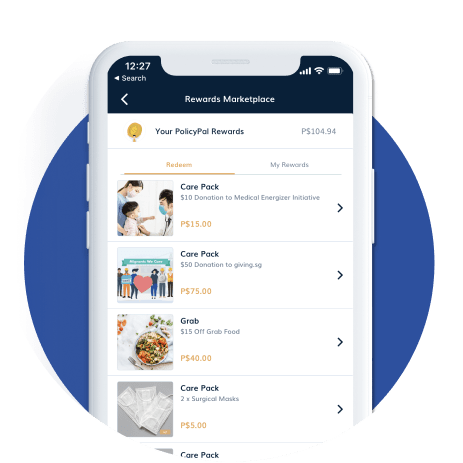 12:27
Search
Rewards Marketplace
Your PolicyPal Rewards P$104.94
Redeem My Rewards
Care Pack
$10 Donation to Medical Energizer Initiative
P$15.00
Migrants We Care
Care Pack
$50 Donation to giving.sg
P$75.00
Grab
$15 Off Grab Food
P$40.00
Care Pack
2 x Surgical Masks
P$5.00
Care Pack